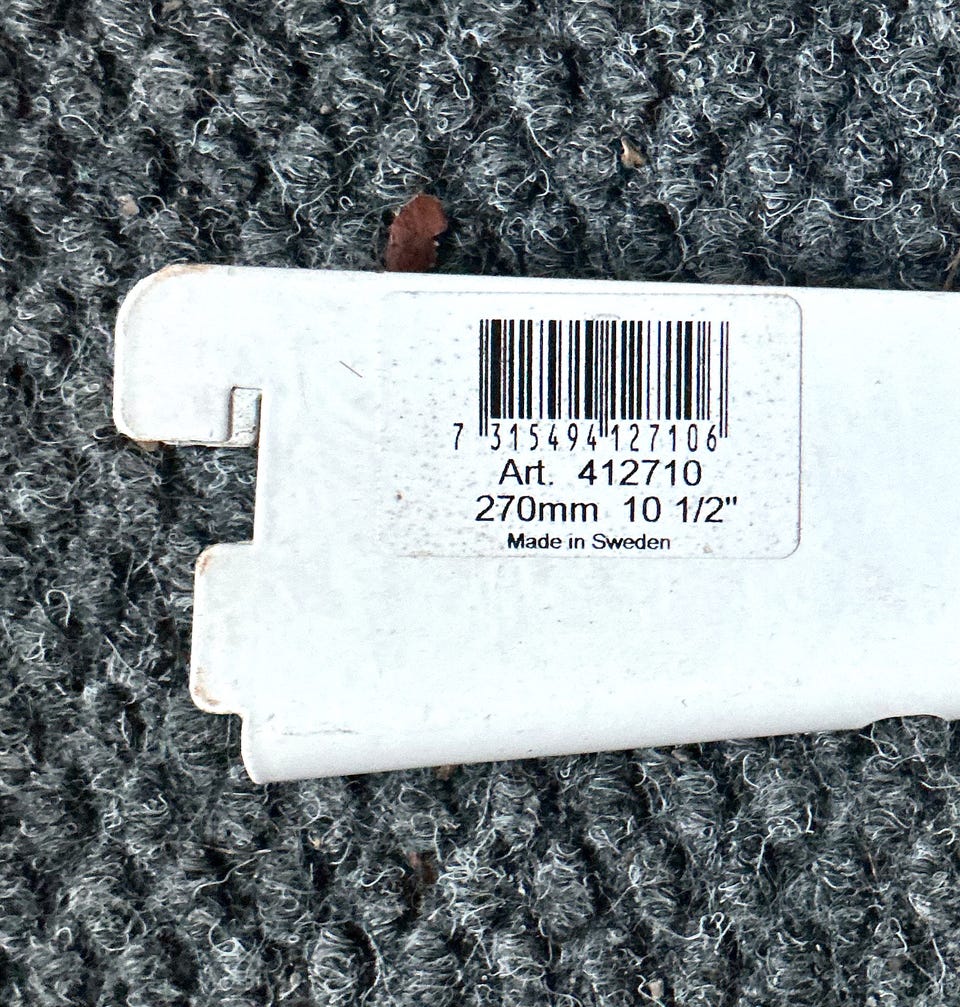 7 315494 127106
Art. 412710
270mm 10 1/2"
Made in Sweden